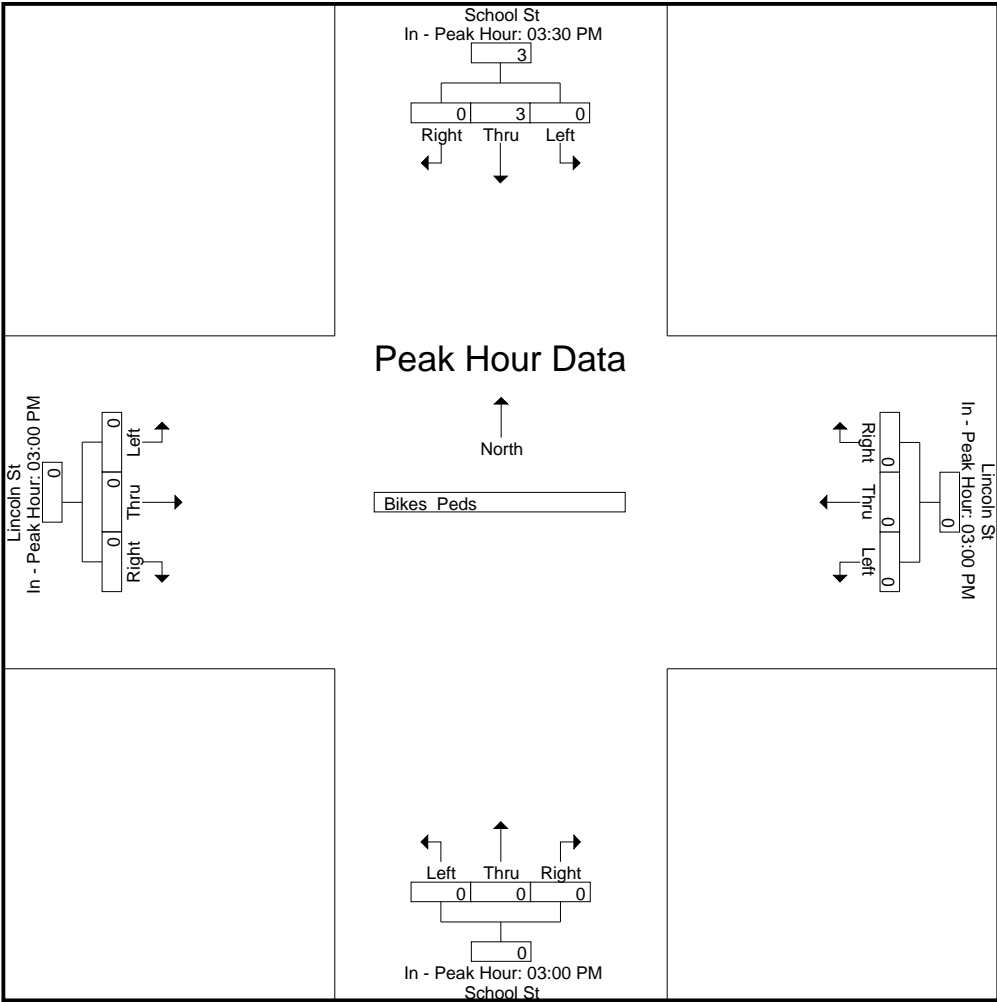 School St
In - Peak Hour: 03:30 PM
3
0 3 0
Right Thru Left
Peak Hour Data
North
Bikes Peds
Lincoln St
In - Peak Hour: 03:00 PM
0
0 0 0
Left Thru Right
Lincoln St
In - Peak Hour: 03:00 PM
0
0 0 0
Right Thru Left
Left Thru Right
0 0 0
0
In - Peak Hour: 03:00 PM
School St